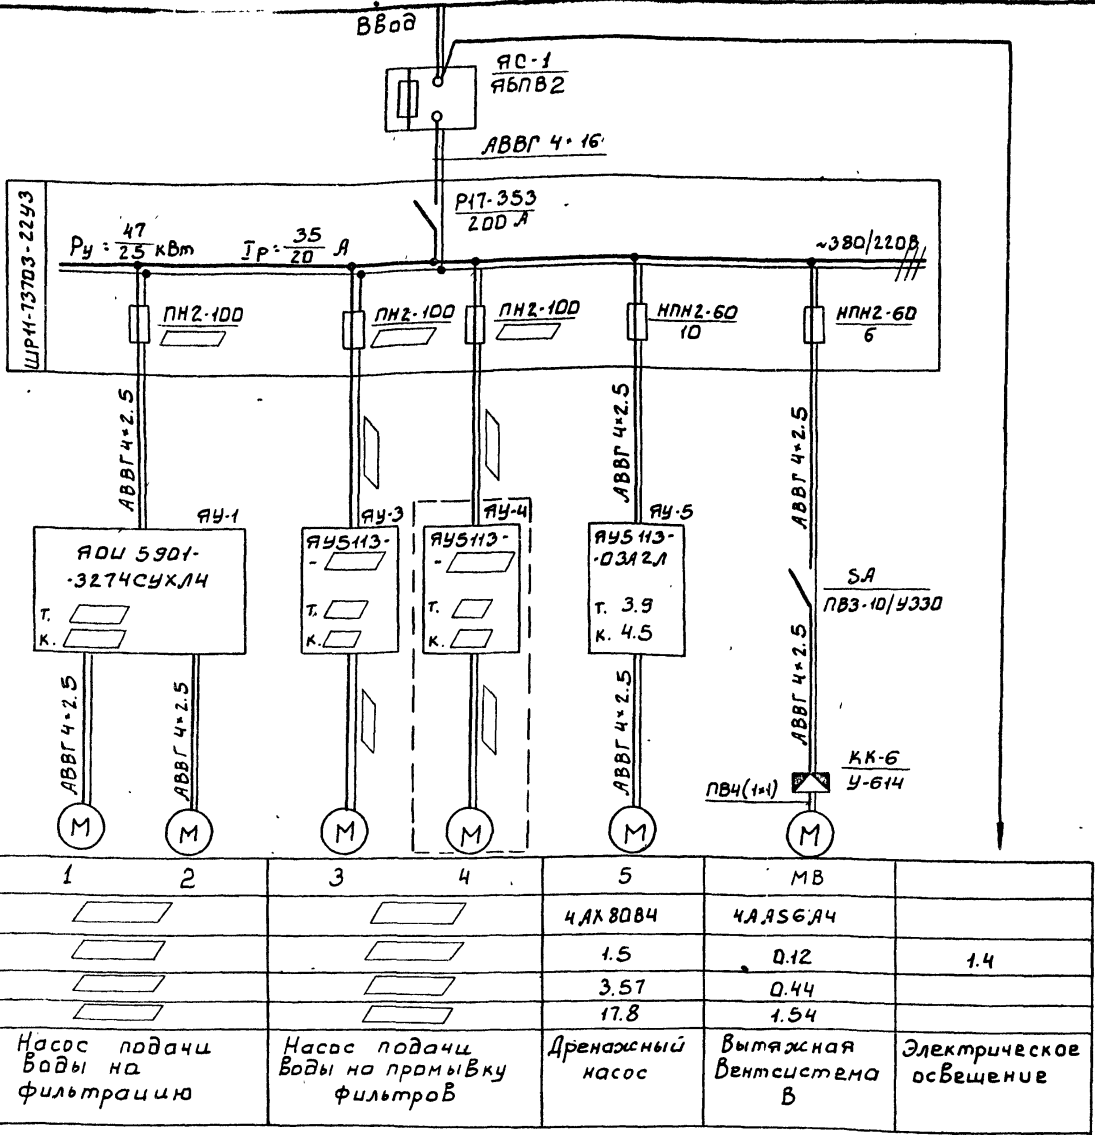 Ввод
ЯС-1
ЯБПВ2
АВВГ 4×16
ШР11-73703-22У3
Р17-353
200 А
Ру = 47/25 кВт
Iр = 35/20 А
~380/220В
ПН2-100
ПН2-100
ПН2-100
НПН2-60
10
НПН2-60
6
АВВГ 4×2.5
АВВГ 4×2.5
АВВГ 4×2.5
ЯУ-1
ЯУ-3
ЯУ-4
ЯУ-5
ЯОИ 5901-
-3274СУХЛ4
т.
к.
ЯУ5113-
-
т.
к.
ЯУ5113-
-
т.
к.
ЯУ5113-
-03А2Л
т. 3.9
к. 4.5
SA
ПВ3-10/У330
АВВГ 4×2.5
АВВГ 4×2.5
АВВГ 4×2.5
АВВГ 4×2.5
КК-6
У-614
ПВ4(1×1)
М
М
М
М
М
М
1 2 3 4 5 МВ
4АХ80В4 4ААS6А4
1.5 0.12 1.4
3.57 0.44
17.8 1.54
Насос подачи
воды на
фильтрацию
Насос подачи
воды на промывку
фильтров
Дренажный
насос
Вытяжная
вентсистема
В
Электрическое
освещение